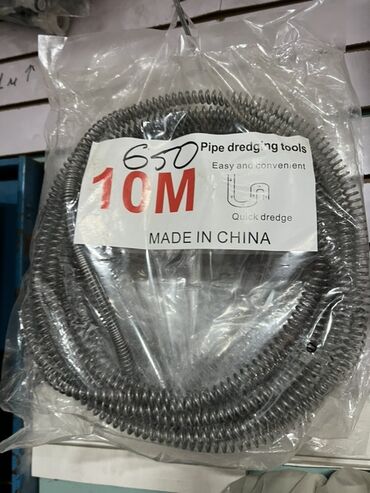 650
Pipe dredging tools
Easy and convenient
10M
Quick dredge
MADE IN CHINA